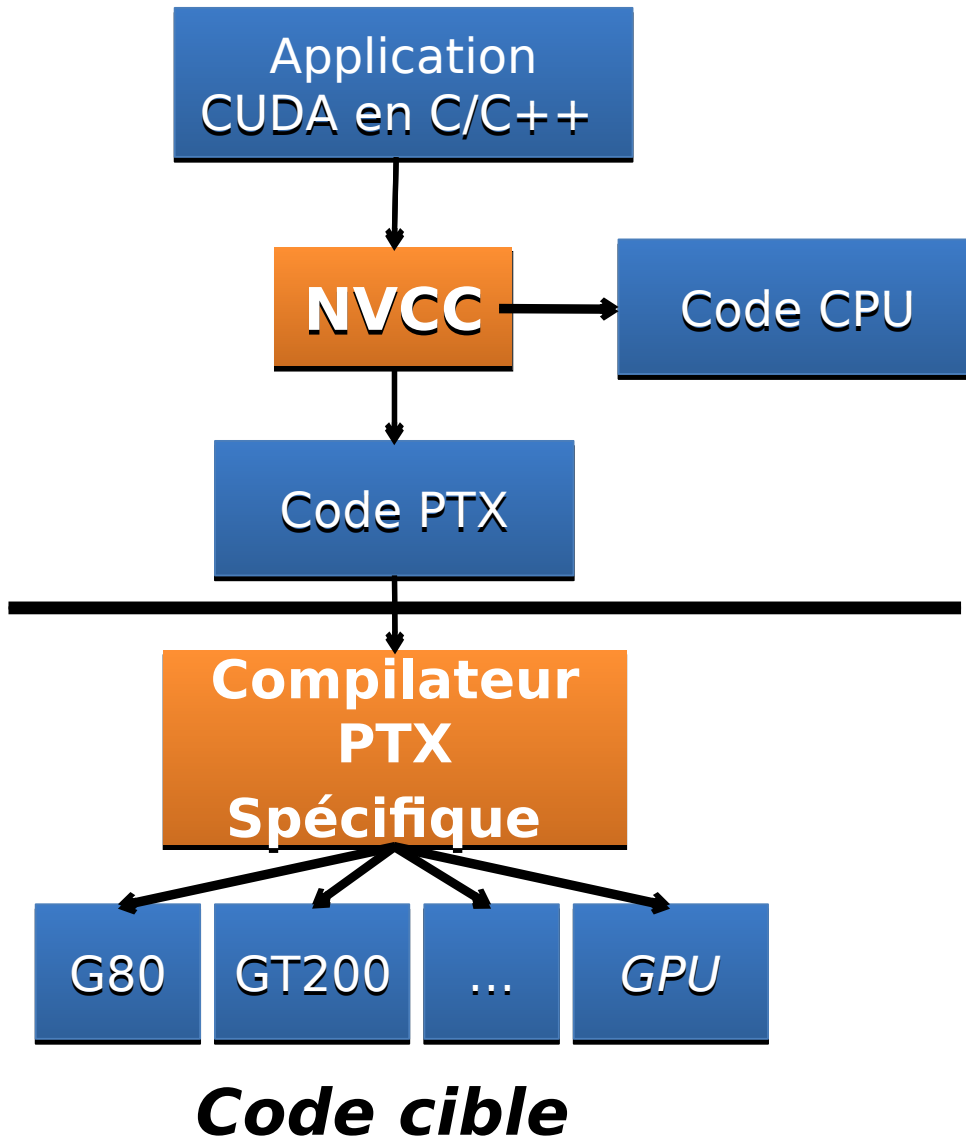 Application
CUDA en C/C++
NVCC
Code CPU
Code PTX
Compilateur
PTX
Spécifique
G80
GT200
...
GPU
Code cible